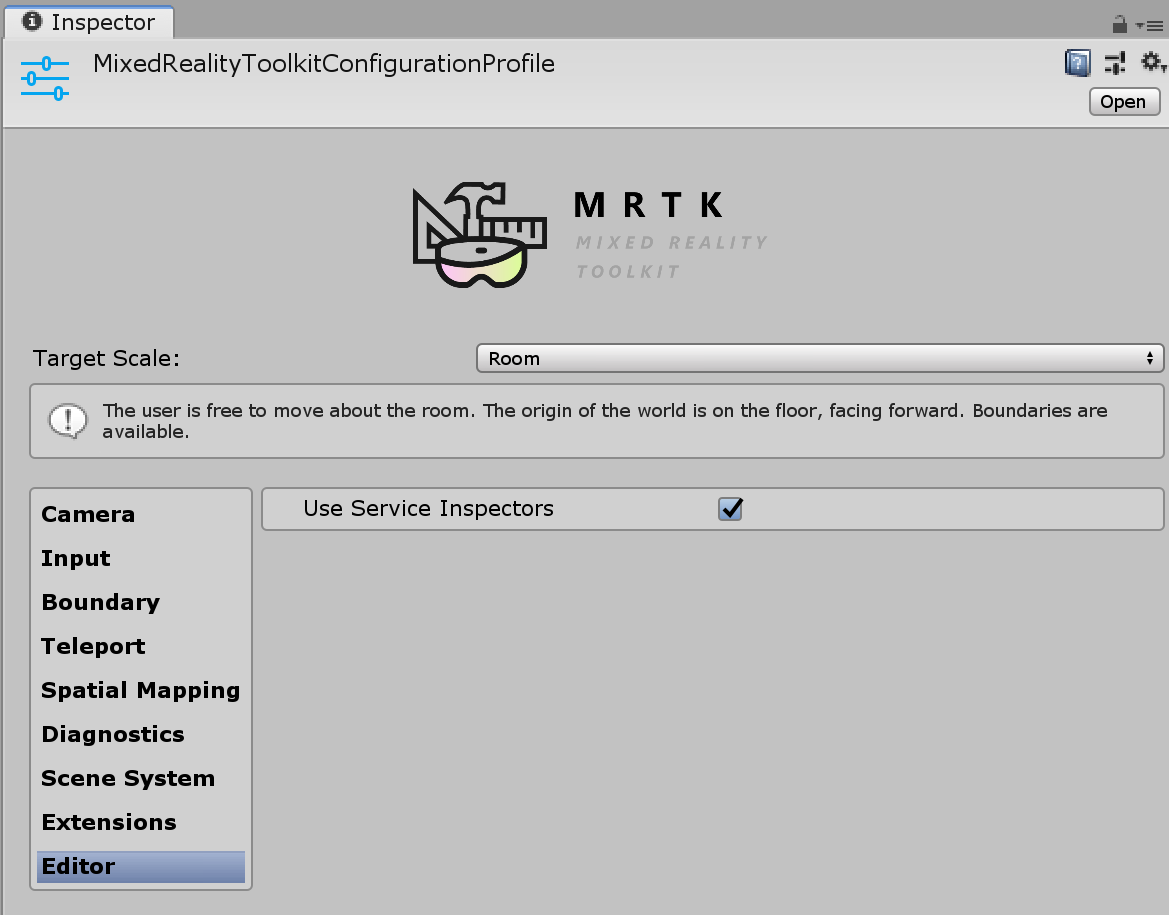 Inspector
MixedRealityToolkitConfigurationProfile
Open
MRTK
MIXED REALITY
TOOLKIT
Target Scale:
Room
The user is free to move about the room. The origin of the world is on the floor, facing forward. Boundaries are
available.
Camera
Input
Boundary
Teleport
Spatial Mapping
Diagnostics
Scene System
Extensions
Editor
Use Service Inspectors